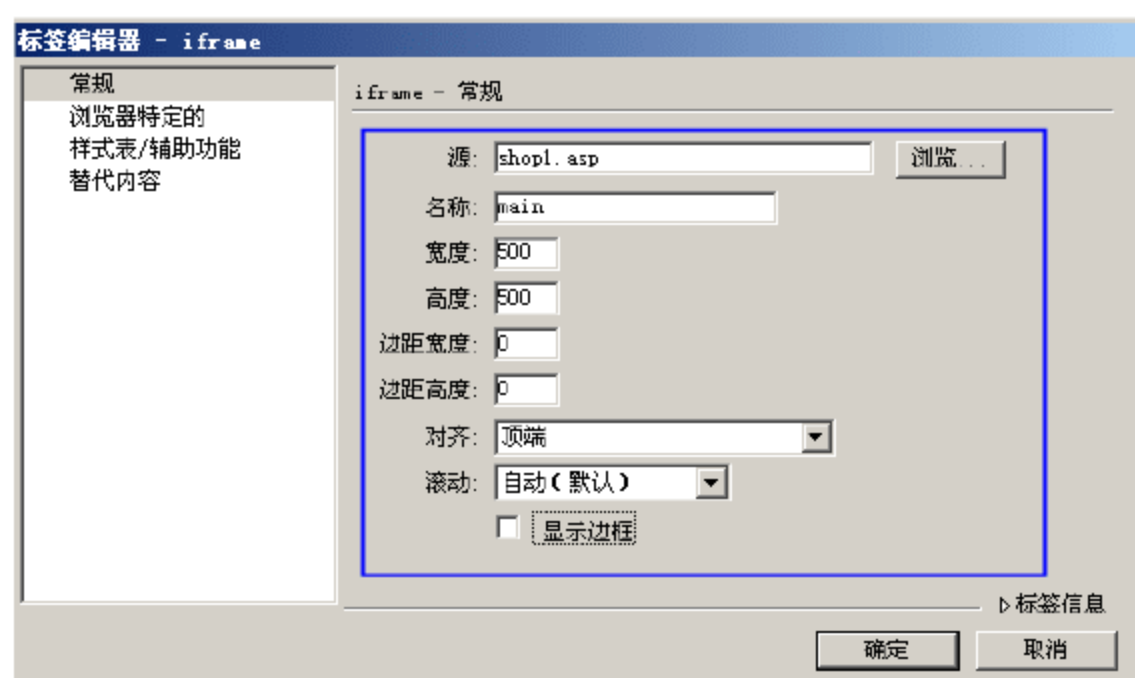 标签编辑器 - iframe
常规
浏览器特定的
样式表/辅助功能
替代内容
iframe - 常规
源: shop1.asp 浏览...
名称: main
宽度: 500
高度: 500
边距宽度: 0
边距高度: 0
对齐: 顶端
滚动: 自动(默认)
显示边框
标签信息
确定 取消